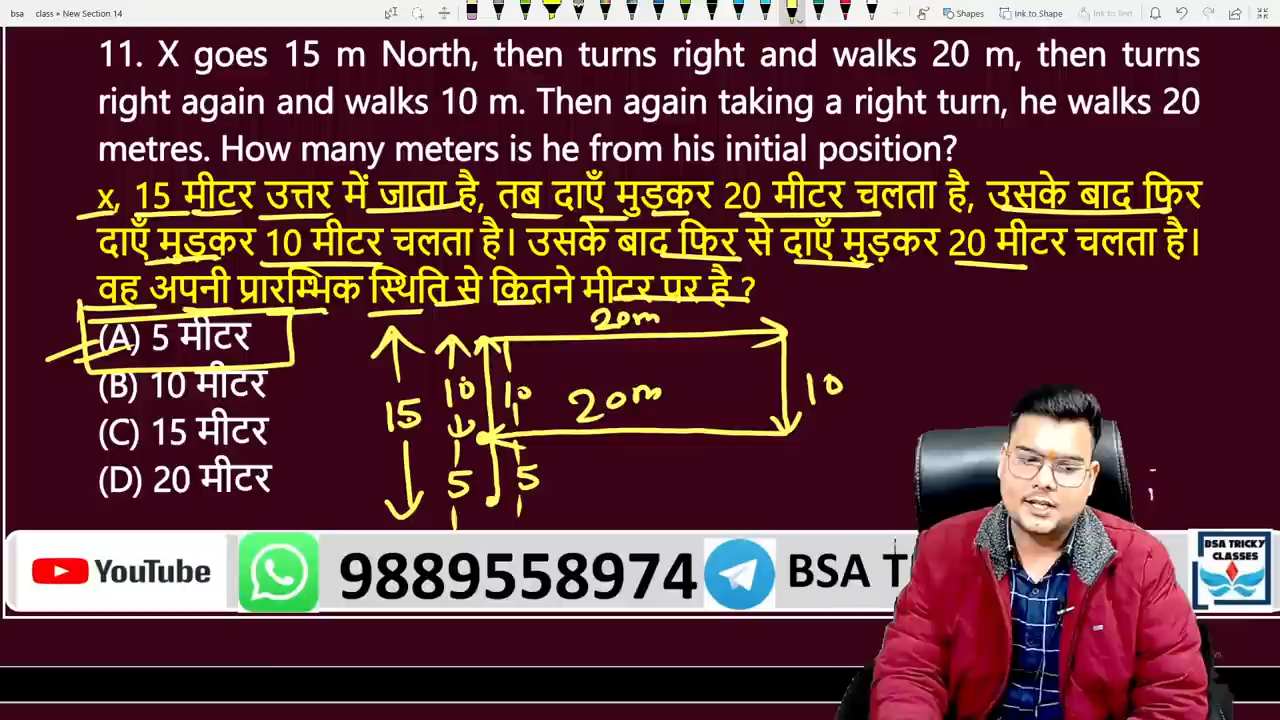 bsa class » New Section 14
Shapes Ink to Shape Ink to Text
11. X goes 15 m North, then turns right and walks 20 m, then turns
right again and walks 10 m. Then again taking a right turn, he walks 20
metres. How many meters is he from his initial position?
x, 15 मीटर उत्तर में जाता है, तब दाएँ मुड़कर 20 मीटर चलता है, उसके बाद फिर
दाएँ मुड़कर 10 मीटर चलता है। उसके बाद फिर से दाएँ मुड़कर 20 मीटर चलता है।
वह अपनी प्रारम्भिक स्थिति से कितने मीटर पर है ?
20m
(A) 5 मीटर
(B) 10 मीटर
(C) 15 मीटर
(D) 20 मीटर
15 10 10 20m 10
5 5
YouTube 9889558974 BSA T
BSA TRICKY
CLASSES